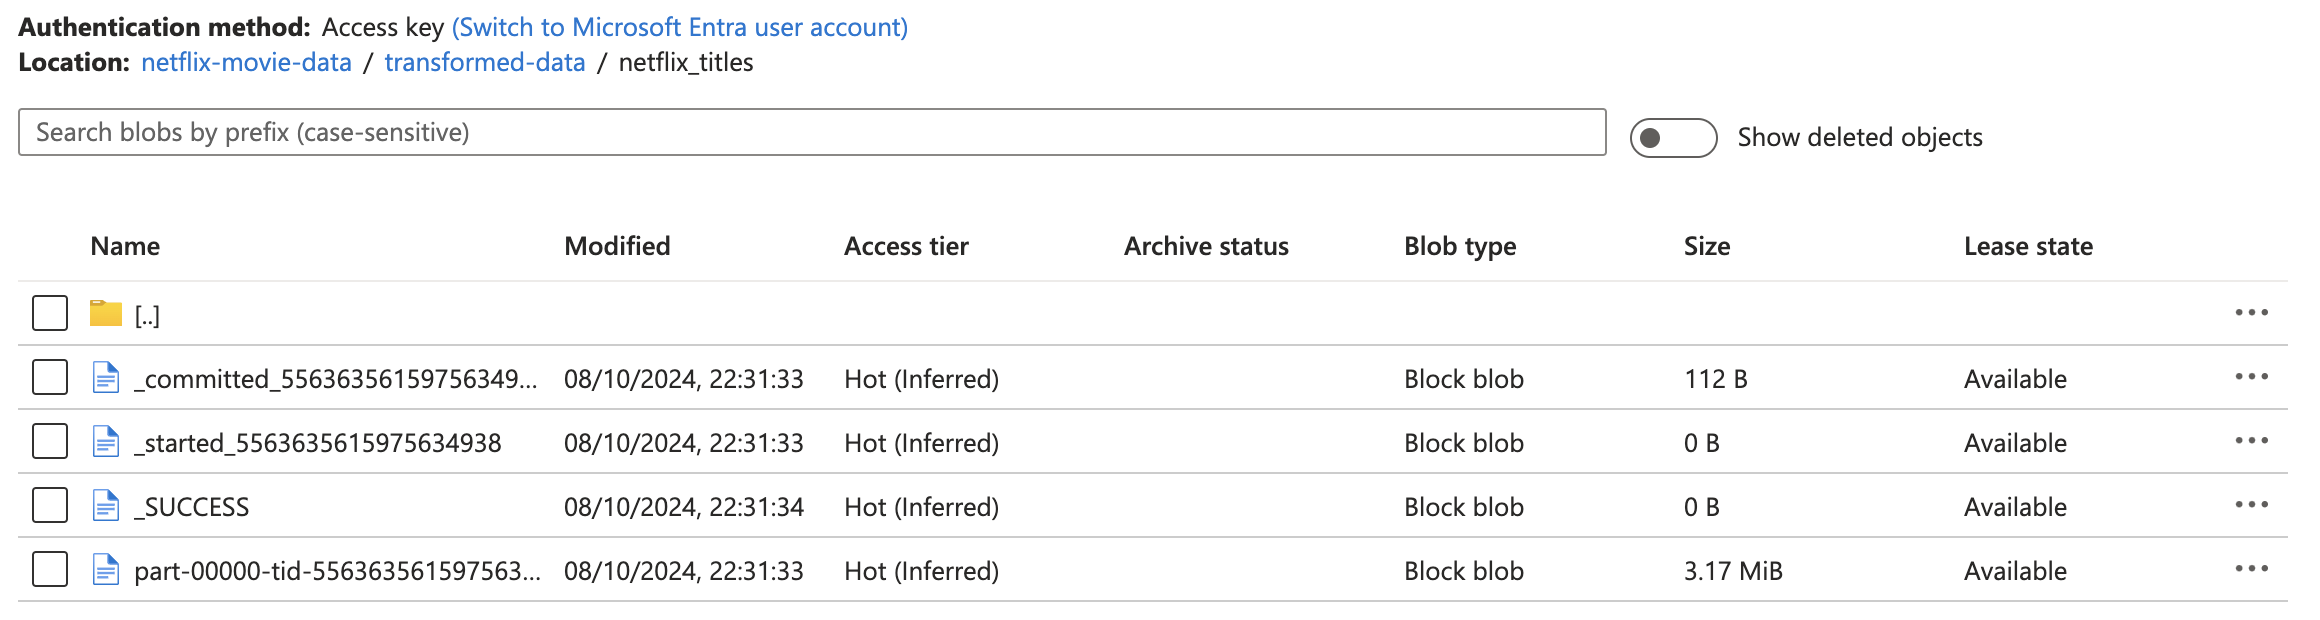 Authentication method: Access key (Switch to Microsoft Entra user account)
Location: netflix-movie-data / transformed-data / netflix_titles
Search blobs by prefix (case-sensitive)
Show deleted objects
Name Modified Access tier Archive status Blob type Size Lease state
[..]
_committed_55636356159756349... 08/10/2024, 22:31:33 Hot (Inferred) Block blob 112 B Available
_started_5563635615975634938 08/10/2024, 22:31:33 Hot (Inferred) Block blob 0 B Available
_SUCCESS 08/10/2024, 22:31:34 Hot (Inferred) Block blob 0 B Available
part-00000-tid-556363561597563... 08/10/2024, 22:31:33 Hot (Inferred) Block blob 3.17 MiB Available